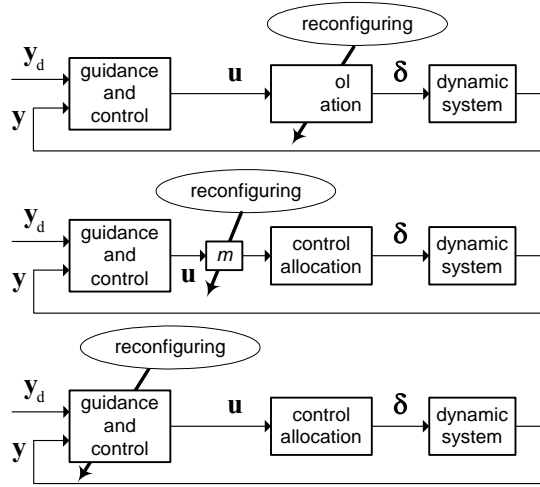 reconfiguring
y_d
guidance
and
control
u
ol
ation
δ
dynamic
system
y
reconfiguring
y_d
guidance
and
control
u
m
control
allocation
δ
dynamic
system
y
reconfiguring
y_d
guidance
and
control
u
control
allocation
δ
dynamic
system
y